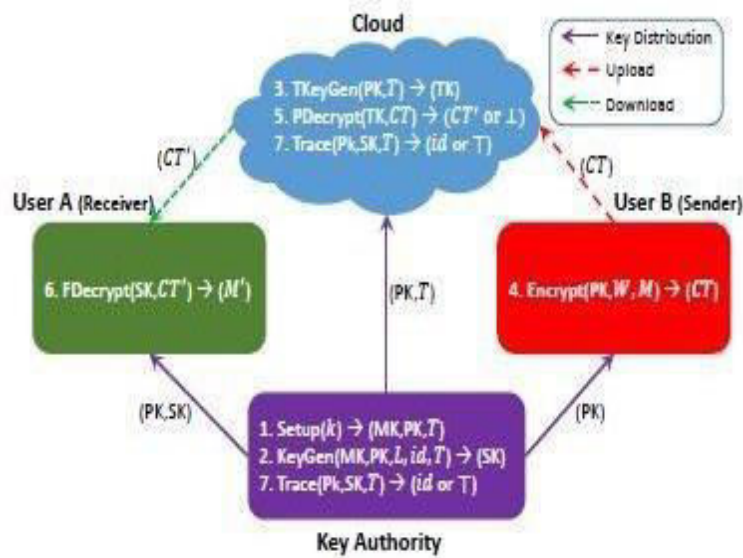 Cloud
Key Distribution
Upload
Download
3. TKeyGen(PK,T) → (TK)
5. PDecrypt(TK,CT) → (CT' or ⊥)
7. Trace(Pk,SK,T) → (id or ⊤)
(CT')
(CT)
User A (Receiver)
User B (Sender)
6. FDecrypt(SK,CT') → (M')
(PK,T)
4. Encrypt(PK,W,M) → (CT)
(PK,SK)
(PK)
1. Setup(k) → (MK,PK,T)
2. KeyGen(MK,PK,L,id,T) → (SK)
7. Trace(Pk,SK,T) → (id or ⊤)
Key Authority